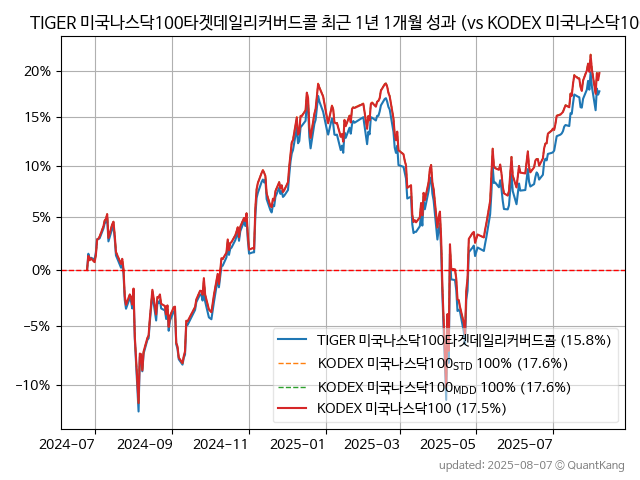 TIGER 미국나스닥100타겟데일리커버드콜 최근 1년 1개월 성과 (vs KODEX 미국나스닥10
20%
15%
10%
5%
0%
−5%
−10%
TIGER 미국나스닥100타겟데일리커버드콜 (15.8%)
KODEX 미국나스닥100STD 100% (17.6%)
KODEX 미국나스닥100MDD 100% (17.6%)
KODEX 미국나스닥100 (17.5%)
2024-07 2024-09 2024-11 2025-01 2025-03 2025-05 2025-07
updated: 2025-08-07 © QuantKang